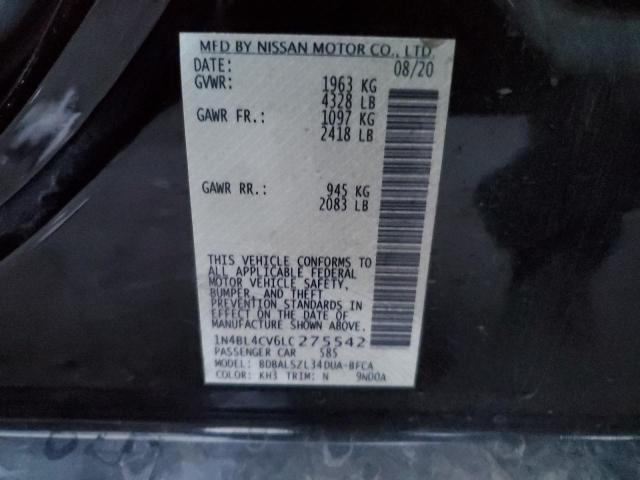 MFD BY NISSAN MOTOR CO., LTD.
DATE: 08/20
GVWR: 1963 KG
4328 LB
GAWR FR.: 1097 KG
2418 LB
GAWR RR.: 945 KG
2083 LB
THIS VEHICLE CONFORMS TO
ALL APPLICABLE FEDERAL
MOTOR VEHICLE SAFETY,
BUMPER, AND THEFT
PREVENTION STANDARDS IN
EFFECT ON THE DATE OF
MANUFACTURE SHOWN ABOVE.
1N4BL4CV6LC275542
PASSENGER CAR 585
MODEL: BDBALSZL34DUA-BFCA
COLOR: KH3 TRIM: N 9N00A